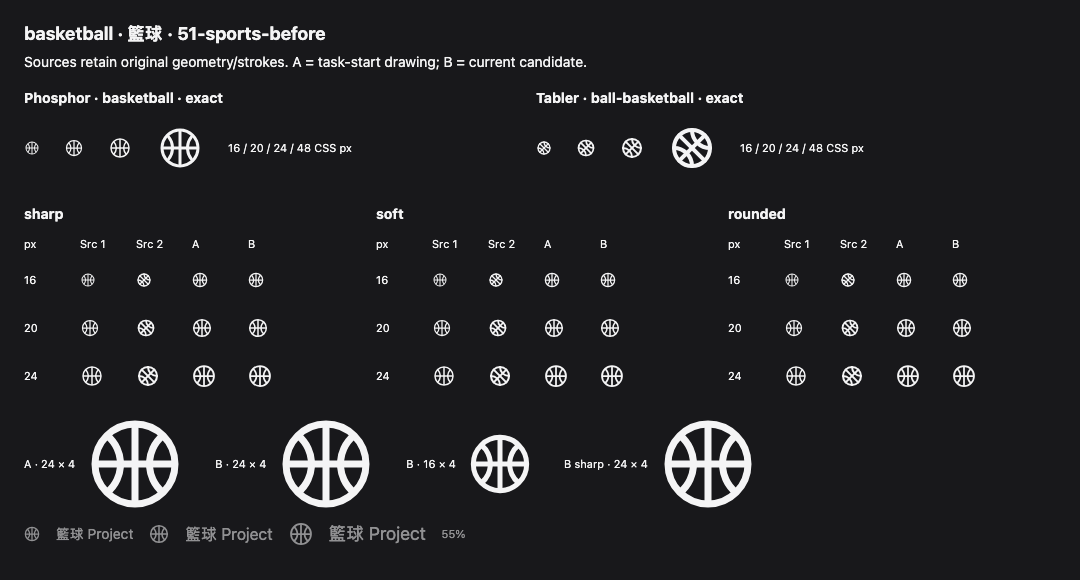 basketball · 籃球 · 51-sports-before
Sources retain original geometry/strokes. A = task-start drawing; B = current candidate.
Phosphor · basketball · exact
Tabler · ball-basketball · exact
16 / 20 / 24 / 48 CSS px
16 / 20 / 24 / 48 CSS px
sharp
soft
rounded
px Src 1 Src 2 A B
px Src 1 Src 2 A B
px Src 1 Src 2 A B
16
16
16
20
20
20
24
24
24
A · 24 × 4
B · 24 × 4
B · 16 × 4
B sharp · 24 × 4
籃球 Project
籃球 Project
籃球 Project
55%